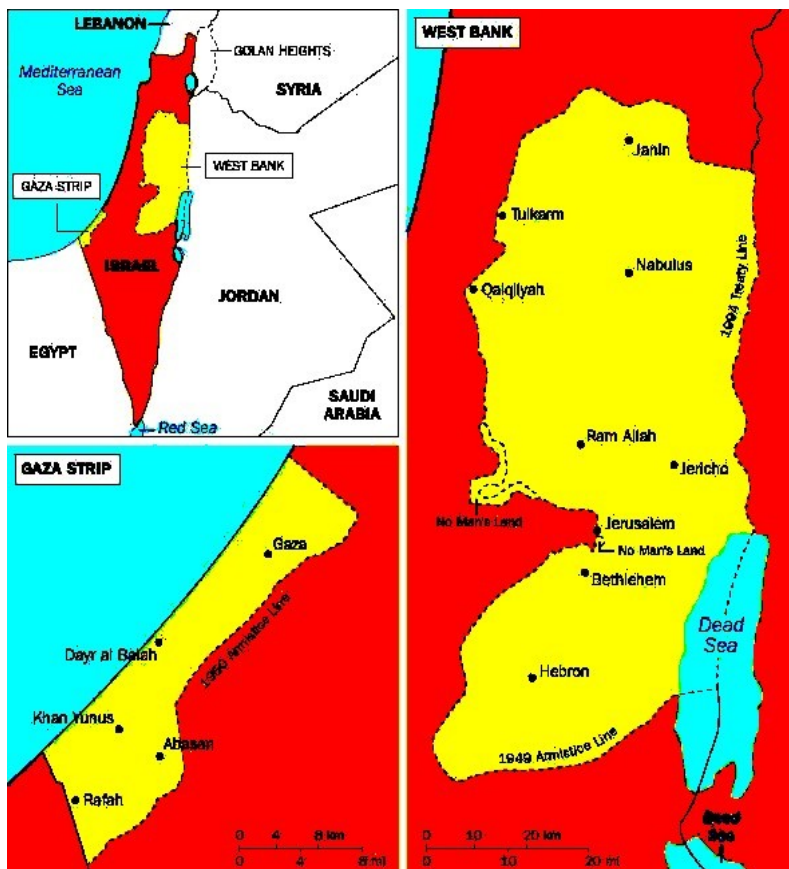 LEBANON
GOLAN HEIGHTS
Mediterranean
Sea
SYRIA
WEST BANK
GAZA STRIP
ISRAEL
JORDAN
EGYPT
SAUDI
ARABIA
Red Sea
GAZA STRIP
Gaza
1950 Armistice Line
Dayr al Balah
Khan Yunus
Abasan
Rafah
0 4 8 km
0 4 8 mi
WEST BANK
Janin
Tulkarm
Nabulus
Qalqilyah
1994 Treaty Line
Ram Allah
Jericho
No Man's Land
Jerusalem
No Man's Land
Bethlehem
Dead
Sea
Hebron
1949 Armistice Line
0 10 20 km
0 10 20 mi
Dead
Sea